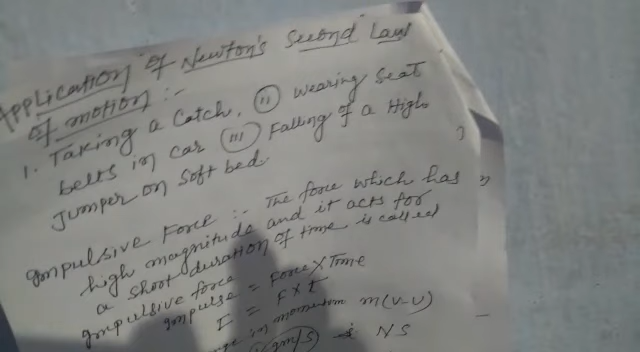 Application of Newton's Second Law
of motion :-
1. Taking a Catch. (ii) Wearing Seat
belts in car (iii) Falling of a High
Jumper on Soft bed
Impulsive Force :- The force which has
high magnitude and it acts for
a short duration of time is called
Impulsive force
Impulse = Force X Time
I = F X t
in momentum m(v-u)
NS